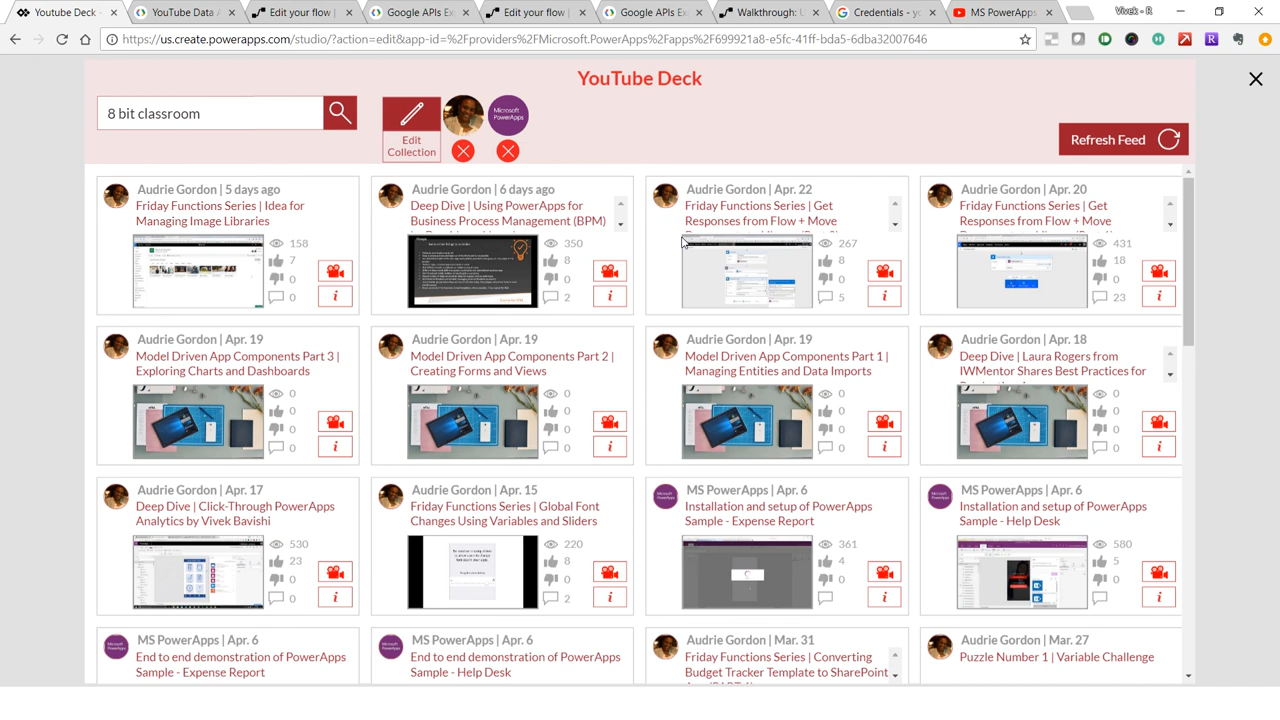 Youtube Deck -
YouTube Data A
Edit your flow |
Google APIs Ex
Edit your flow |
Google APIs Ex
Walkthrough: U
Credentials - yo
MS PowerApps
Vivek - R
https://us.create.powerapps.com/studio/?action=edit&app-id=%2Fproviders%2FMicrosoft.PowerApps%2Fapps%2F699921a8-e5fc-41ff-bda5-6dba32007646
YouTube Deck
8 bit classroom
Edit
Collection
Microsoft
PowerApps
Refresh Feed
Audrie Gordon | 5 days ago
Friday Functions Series | Idea for
Managing Image Libraries
158
7
0
0
i
Audrie Gordon | 6 days ago
Deep Dive | Using PowerApps for
Business Process Management (BPM)
350
8
0
2
i
Audrie Gordon | Apr. 22
Friday Functions Series | Get
Responses from Flow + Move
267
8
0
5
i
Audrie Gordon | Apr. 20
Friday Functions Series | Get
Responses from Flow + Move
431
18
0
23
i
Audrie Gordon | Apr. 19
Model Driven App Components Part 3 |
Exploring Charts and Dashboards
0
0
0
0
i
Audrie Gordon | Apr. 19
Model Driven App Components Part 2 |
Creating Forms and Views
0
0
0
0
i
Audrie Gordon | Apr. 19
Model Driven App Components Part 1 |
Managing Entities and Data Imports
0
0
0
0
i
Audrie Gordon | Apr. 18
Deep Dive | Laura Rogers from
IWMentor Shares Best Practices for
0
0
0
0
i
Audrie Gordon | Apr. 17
Deep Dive | Click-Through PowerApps
Analytics by Vivek Bavishi
530
23
0
0
i
Audrie Gordon | Apr. 15
Friday Functions Series | Global Font
Changes Using Variables and Sliders
220
8
0
2
i
MS PowerApps | Apr. 6
Installation and setup of PowerApps
Sample - Expense Report
361
4
0
i
MS PowerApps | Apr. 6
Installation and setup of PowerApps
Sample - Help Desk
580
5
0
i
MS PowerApps | Apr. 6
End to end demonstration of PowerApps
Sample - Expense Report
MS PowerApps | Apr. 6
End to end demonstration of PowerApps
Sample - Help Desk
Audrie Gordon | Mar. 31
Friday Functions Series | Converting
Budget Tracker Template to SharePoint
Audrie Gordon | Mar. 27
Puzzle Number 1 | Variable Challenge